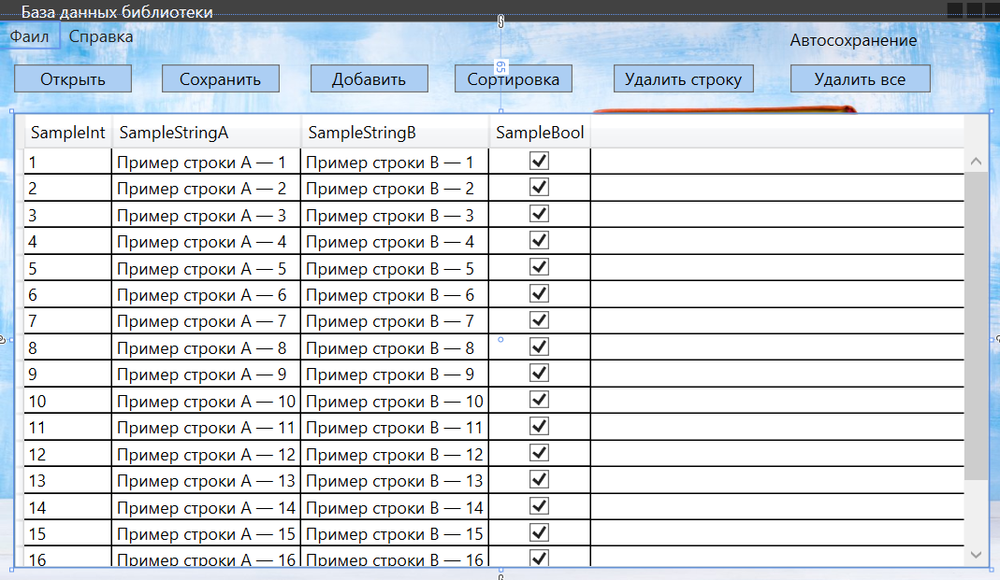 База данных библиотеки
Фаил Справка
Автосохранение
65
Открыть Сохранить Добавить Сортировка Удалить строку Удалить все
SampleInt SampleStringA SampleStringB SampleBool
1 Пример строки A — 1 Пример строки B — 1
2 Пример строки A — 2 Пример строки B — 2
3 Пример строки A — 3 Пример строки B — 3
4 Пример строки A — 4 Пример строки B — 4
5 Пример строки A — 5 Пример строки B — 5
6 Пример строки A — 6 Пример строки B — 6
7 Пример строки A — 7 Пример строки B — 7
8 Пример строки A — 8 Пример строки B — 8
9 Пример строки A — 9 Пример строки B — 9
10 Пример строки A — 10 Пример строки B — 10
11 Пример строки A — 11 Пример строки B — 11
12 Пример строки A — 12 Пример строки B — 12
13 Пример строки A — 13 Пример строки B — 13
14 Пример строки A — 14 Пример строки B — 14
15 Пример строки A — 15 Пример строки B — 15
16 Пример строки A — 16 Пример строки B — 16